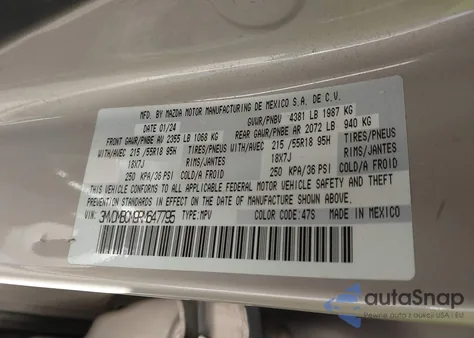 MFD. BY MAZDA MOTOR MANUFACTURING DE MEXICO S.A. DE C.V.
DATE 01/24 GVWR/PNBV 4381 LB 1987 KG
FRONT GAWR/PNBE AV 2355 LB 1068 KG REAR GAWR/PNBE AR 2072 LB 940 KG
WITH/AVEC 215/55R18 95H TIRES/PNEUS WITH/AVEC 215/55R18 95H TIRES/PNEUS
18X7J RIMS/JANTES 18X7J RIMS/JANTES
250 KPA/36 PSI COLD/A FROID 250 KPA/36 PSI COLD/A FROID
THIS VEHICLE CONFORMS TO ALL APPLICABLE FEDERAL MOTOR VEHICLE SAFETY AND THEFT
PREVENTION STANDARDS IN EFFECT ON THE DATE OF MANUFACTURE SHOWN ABOVE.
TYPE:MPV COLOR CODE:47S MADE IN MEXICO
autoSnap
Pewne auta z aukcji USA i EU